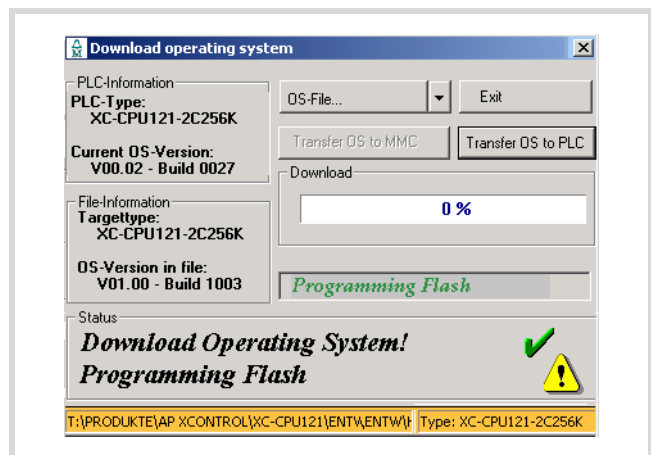 Download operating system
PLC-Information
PLC-Type:
XC-CPU121-2C256K
Current OS-Version:
V00.02 - Build 0027
File-Information
Targettype:
XC-CPU121-2C256K
OS-Version in file:
V01.00 - Build 1003
OS-File...
Exit
Transfer OS to MMC
Transfer OS to PLC
Download
0 %
Programming Flash
Status
Download Operating System!
Programming Flash
T:\PRODUKTE\AP XCONTROL\XC-CPU121\ENTW\ENTW\
Type: XC-CPU121-2C256K